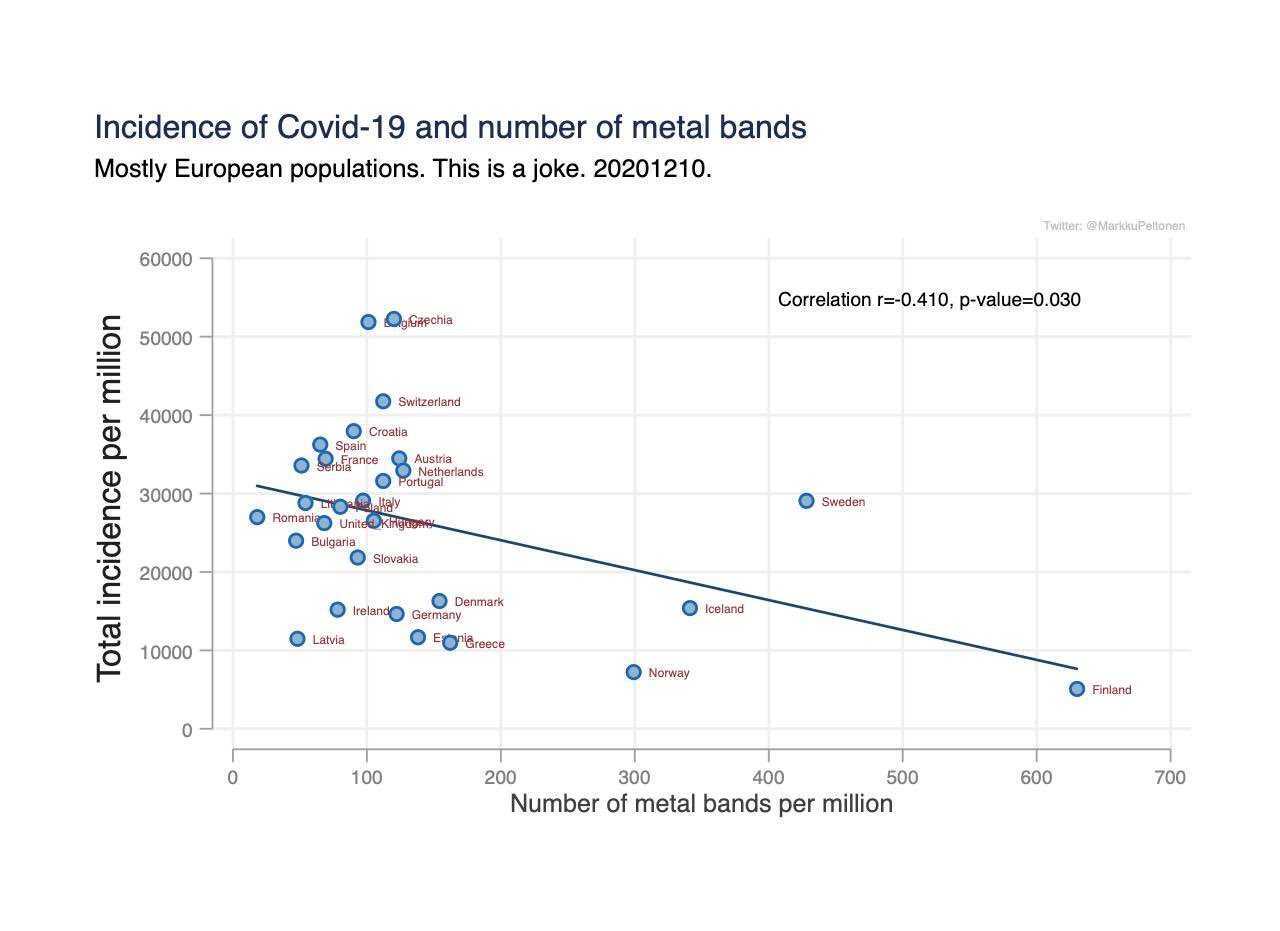 Incidence of Covid-19 and number of metal bands
Mostly European populations. This is a joke. 20201210.
Twitter: @MarkkuPeltonen
Correlation r=-0.410, p-value=0.030
Total incidence per million
60000
50000
40000
30000
20000
10000
0
Belgium
Czechia
Switzerland
Croatia
Spain
France
Serbia
Austria
Netherlands
Portugal
Lithuania
Italy
Poland
Sweden
Romania
United_Kingdom
Hungary
Bulgaria
Slovakia
Ireland
Denmark
Germany
Iceland
Latvia
Estonia
Greece
Norway
Finland
0 100 200 300 400 500 600 700
Number of metal bands per million